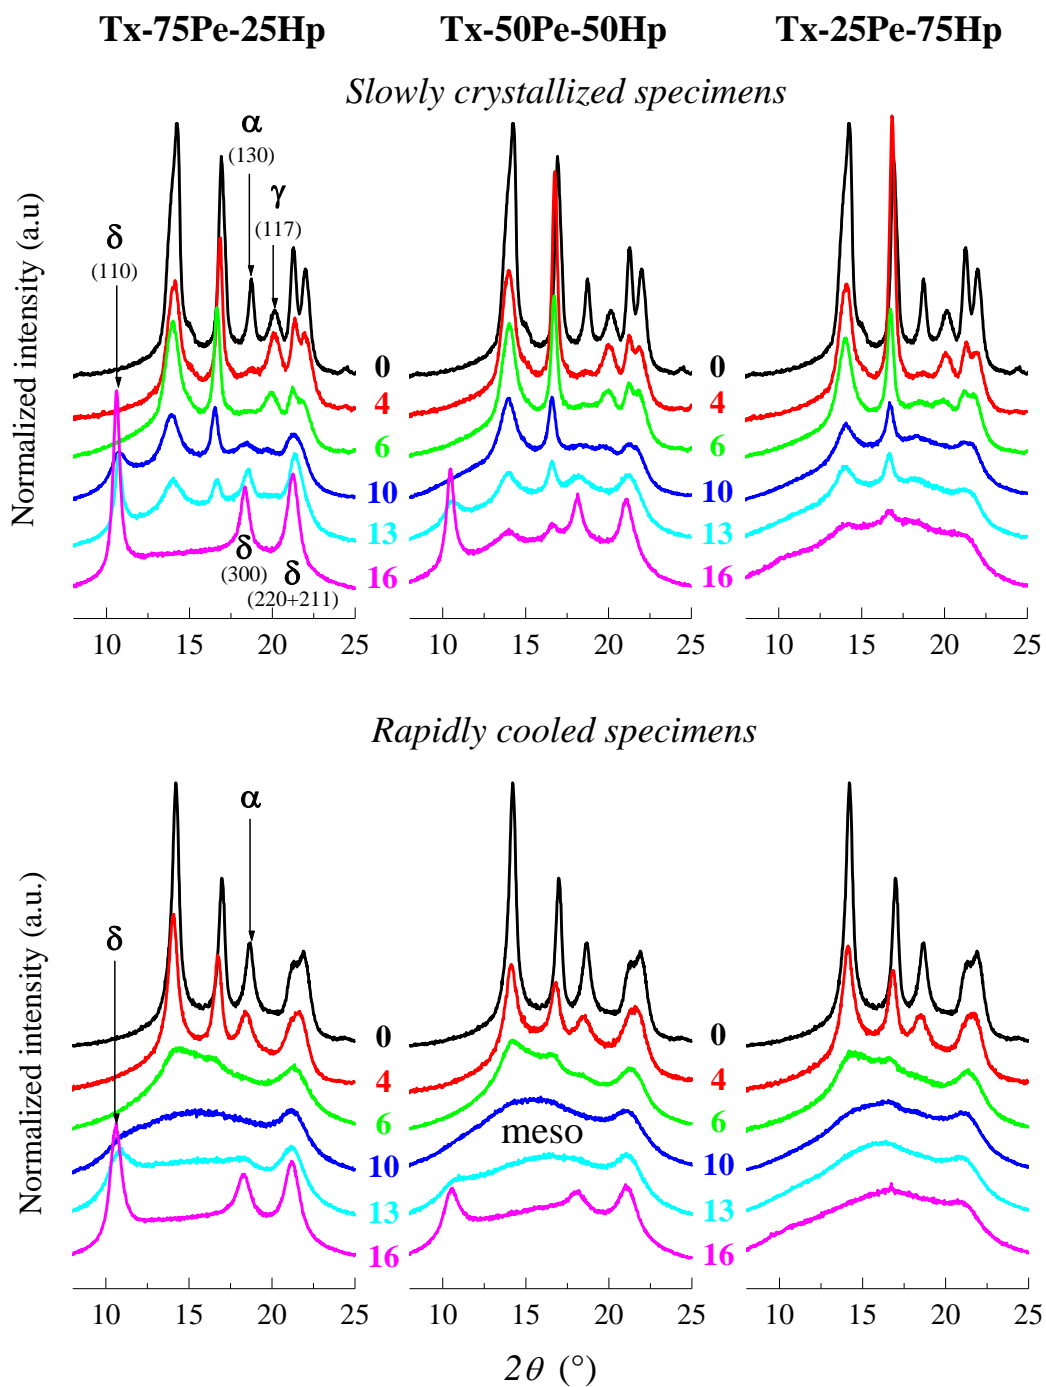 Tx-75Pe-25Hp Tx-50Pe-50Hp Tx-25Pe-75Hp
Slowly crystallized specimens
Normalized intensity (a.u)
α
(130)
γ
(117)
δ
(110)
0 0
4 4
6 6
10 10
13 13
16 16
δ
(300)
δ
(220+211)
10 15 20 25 10 15 20 25 10 15 20 25
Rapidly cooled specimens
Normalized intensity (a.u.)
α
δ
0 0
4 4
6 6
meso
10 10
13 13
16 16
10 15 20 25 10 15 20 25 10 15 20 25
2θ (°)